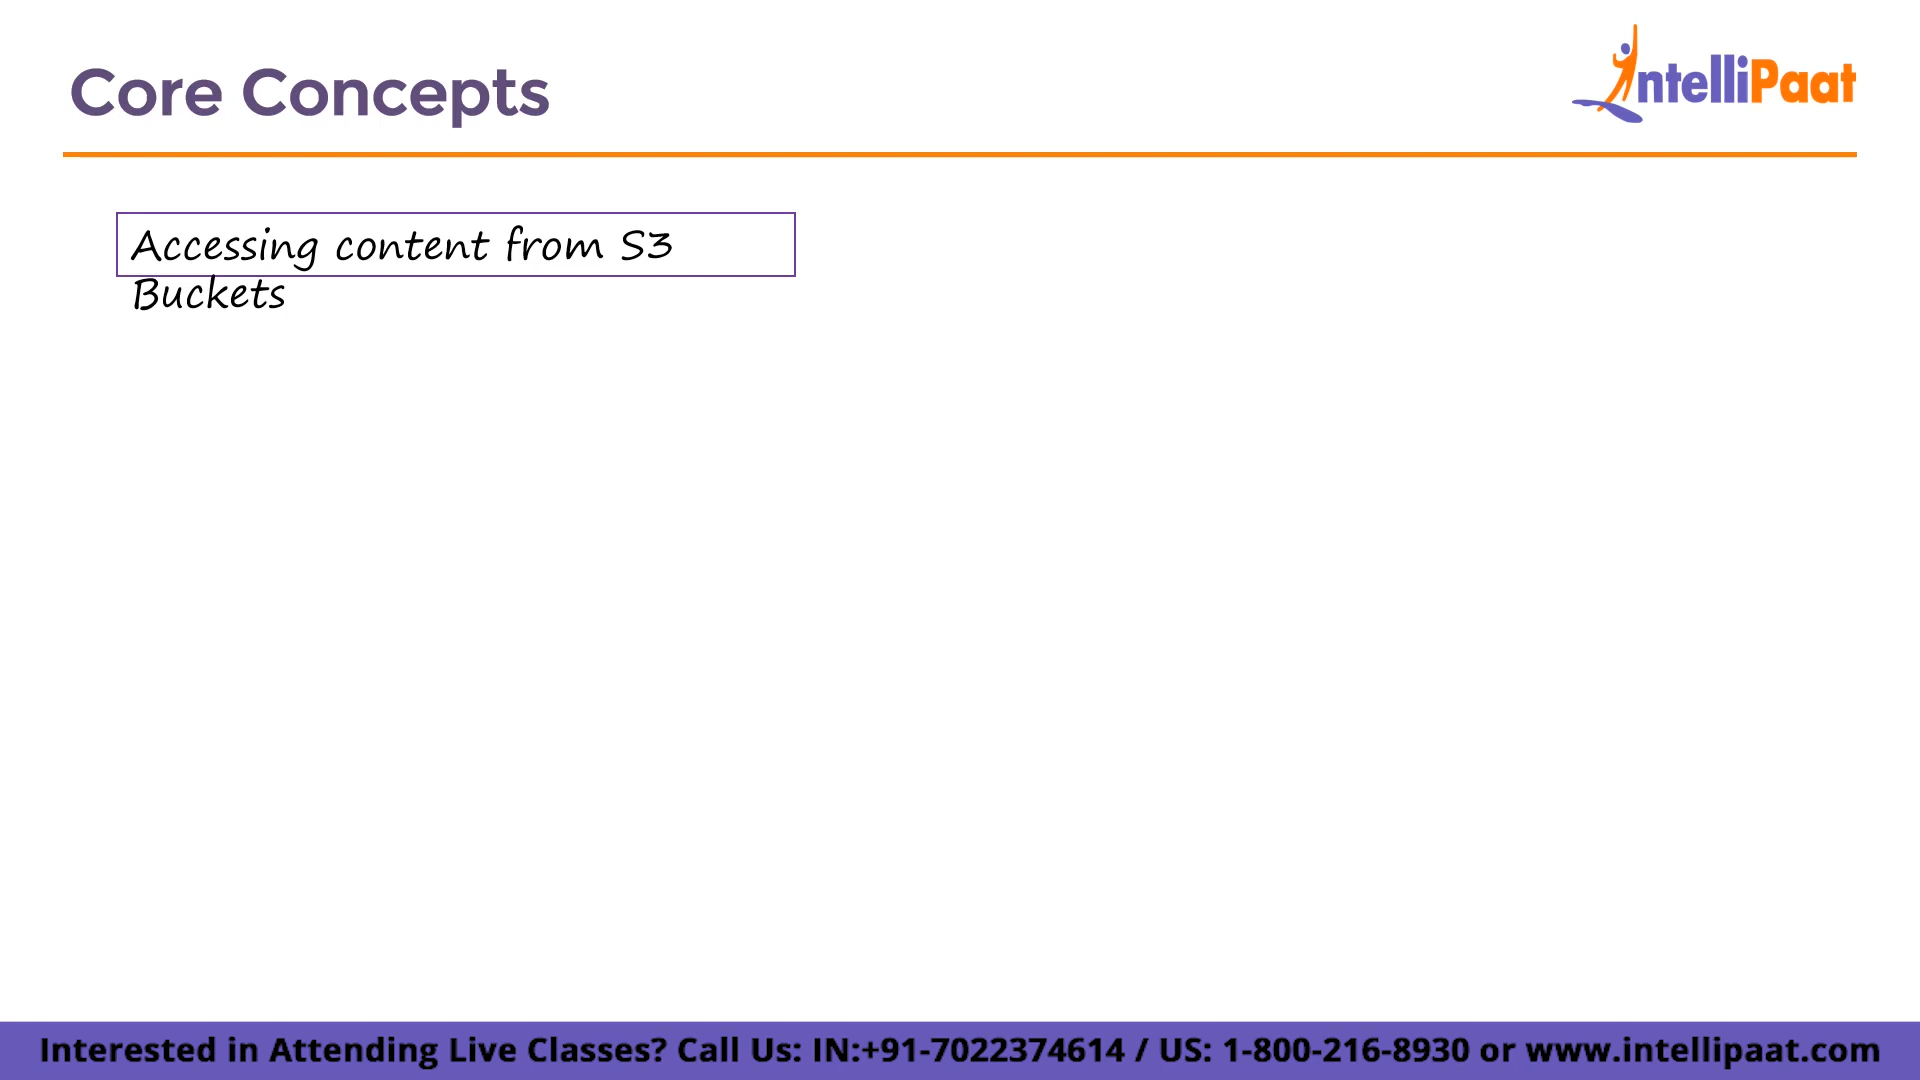 Core Concepts
IntelliPaat
Accessing content from S3
Buckets
Interested in Attending Live Classes? Call Us: IN:+91-7022374614 / US: 1-800-216-8930 or www.intellipaat.com